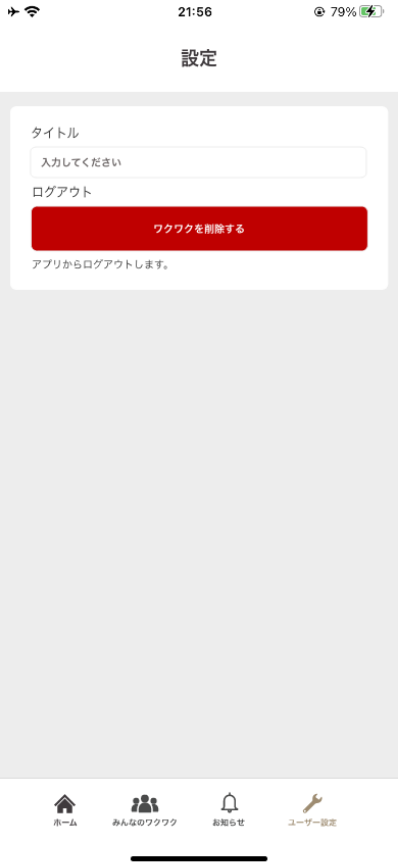 21:56
79%
設定
タイトル
入力してください
ログアウト
ワクワクを削除する
アプリからログアウトします。
ホーム
みんなのワクワク
お知らせ
ユーザー設定